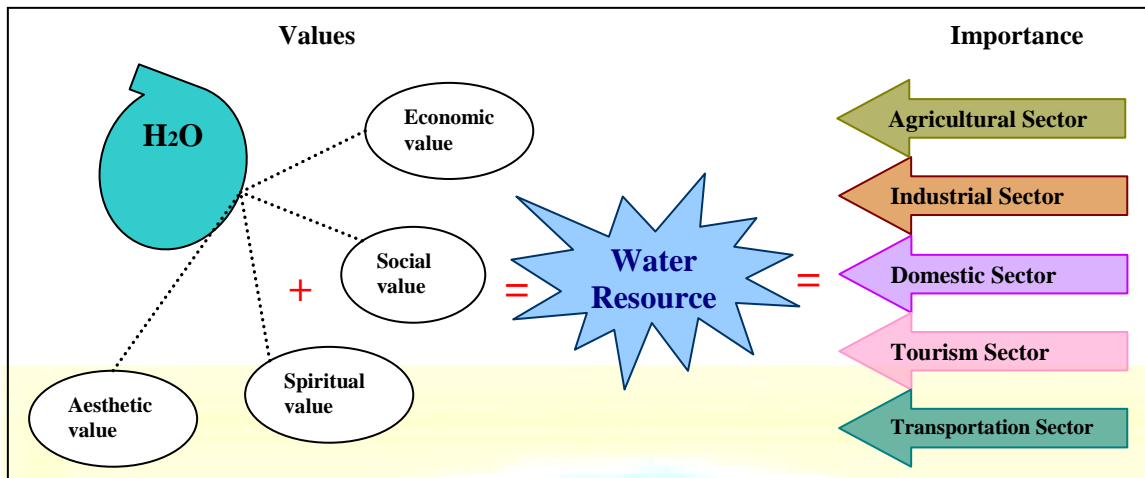 Values
Importance
H2O
Economic
value
Social
value
Spiritual
value
Aesthetic
value
+
=
Water
Resource
=
Agricultural Sector
Industrial Sector
Domestic Sector
Tourism Sector
Transportation Sector